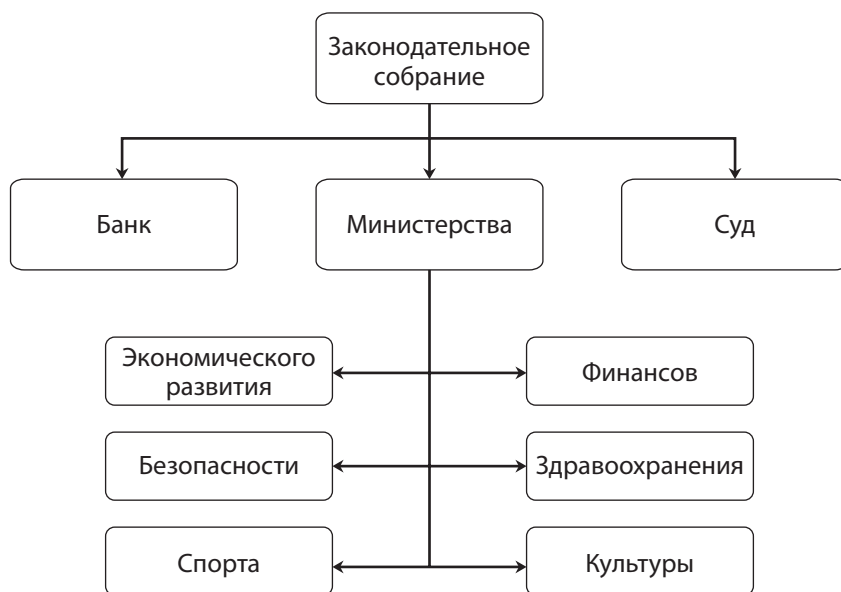 Законодательное
собрание
Банк
Министерства
Суд
Экономического
развития
Финансов
Безопасности
Здравоохранения
Спорта
Культуры